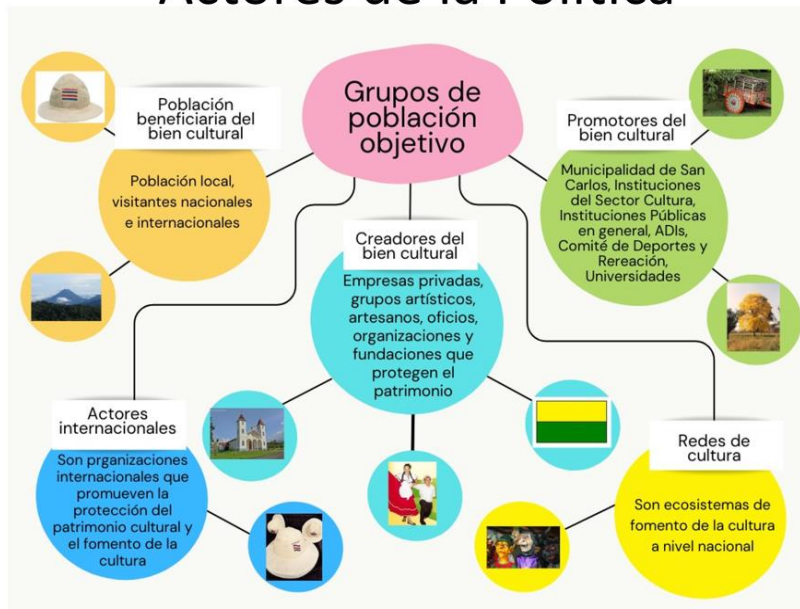 Actores de la Política
Grupos de
población
objetivo
Población
beneficiaria del
bien cultural
Población local,
visitantes nacionales
e internacionales
Promotores del
bien cultural
Municipalidad de San
Carlos, Instituciones
del Sector Cultura,
Instituciones Públicas
en general, ADIs,
Comité de Deportes y
Rereación,
Universidades
Creadores del
bien cultural
Empresas privadas,
grupos artísticos,
artesanos, oficios,
organizaciones y
fundaciones que
protegen el
patrimonio
Actores
internacionales
Son prganizaciones
internacionales que
promueven la
protección del
patrimonio cultural y
el fomento de la
cultura
Redes de
cultura
Son ecosistemas de
fomento de la cultura
a nivel nacional